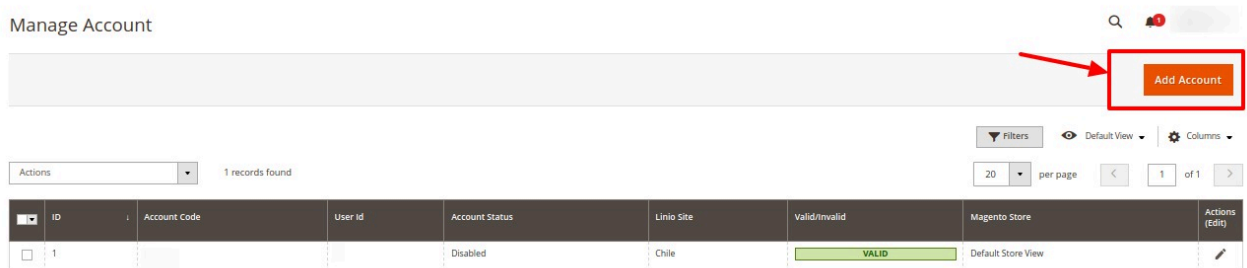 Manage Account
1
Add Account
Filters
Default View
Columns
Actions
1 records found
20
per page
1
of 1
ID ↓ Account Code User Id Account Status Linio Site Valid/Invalid Magento Store Actions
(Edit)
1 Disabled Chile VALID Default Store View